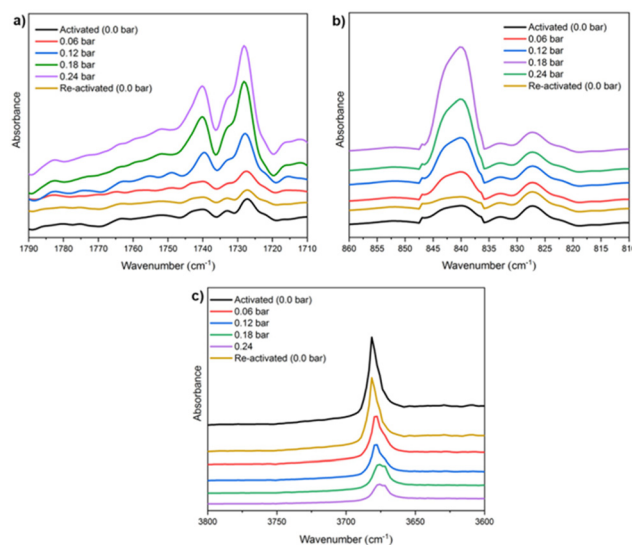 a)
Activated (0.0 bar)
0.06 bar
0.12 bar
0.18 bar
0.24 bar
Re-activated (0.0 bar)
Absorbance
1790 1780 1770 1760 1750 1740 1730 1720 1710
Wavenumber (cm-1)
b)
Activated (0.0 bar)
0.06 bar
0.12 bar
0.18 bar
0.24 bar
Re-activated (0.0 bar)
Absorbance
860 855 850 845 840 835 830 825 820 815 810
Wavenumber (cm-1)
c)
Activated (0.0 bar)
0.06 bar
0.12 bar
0.18 bar
0.24
Re-activated (0.0 bar)
Absorbance
3800 3750 3700 3650 3600
Wavenumber (cm-1)